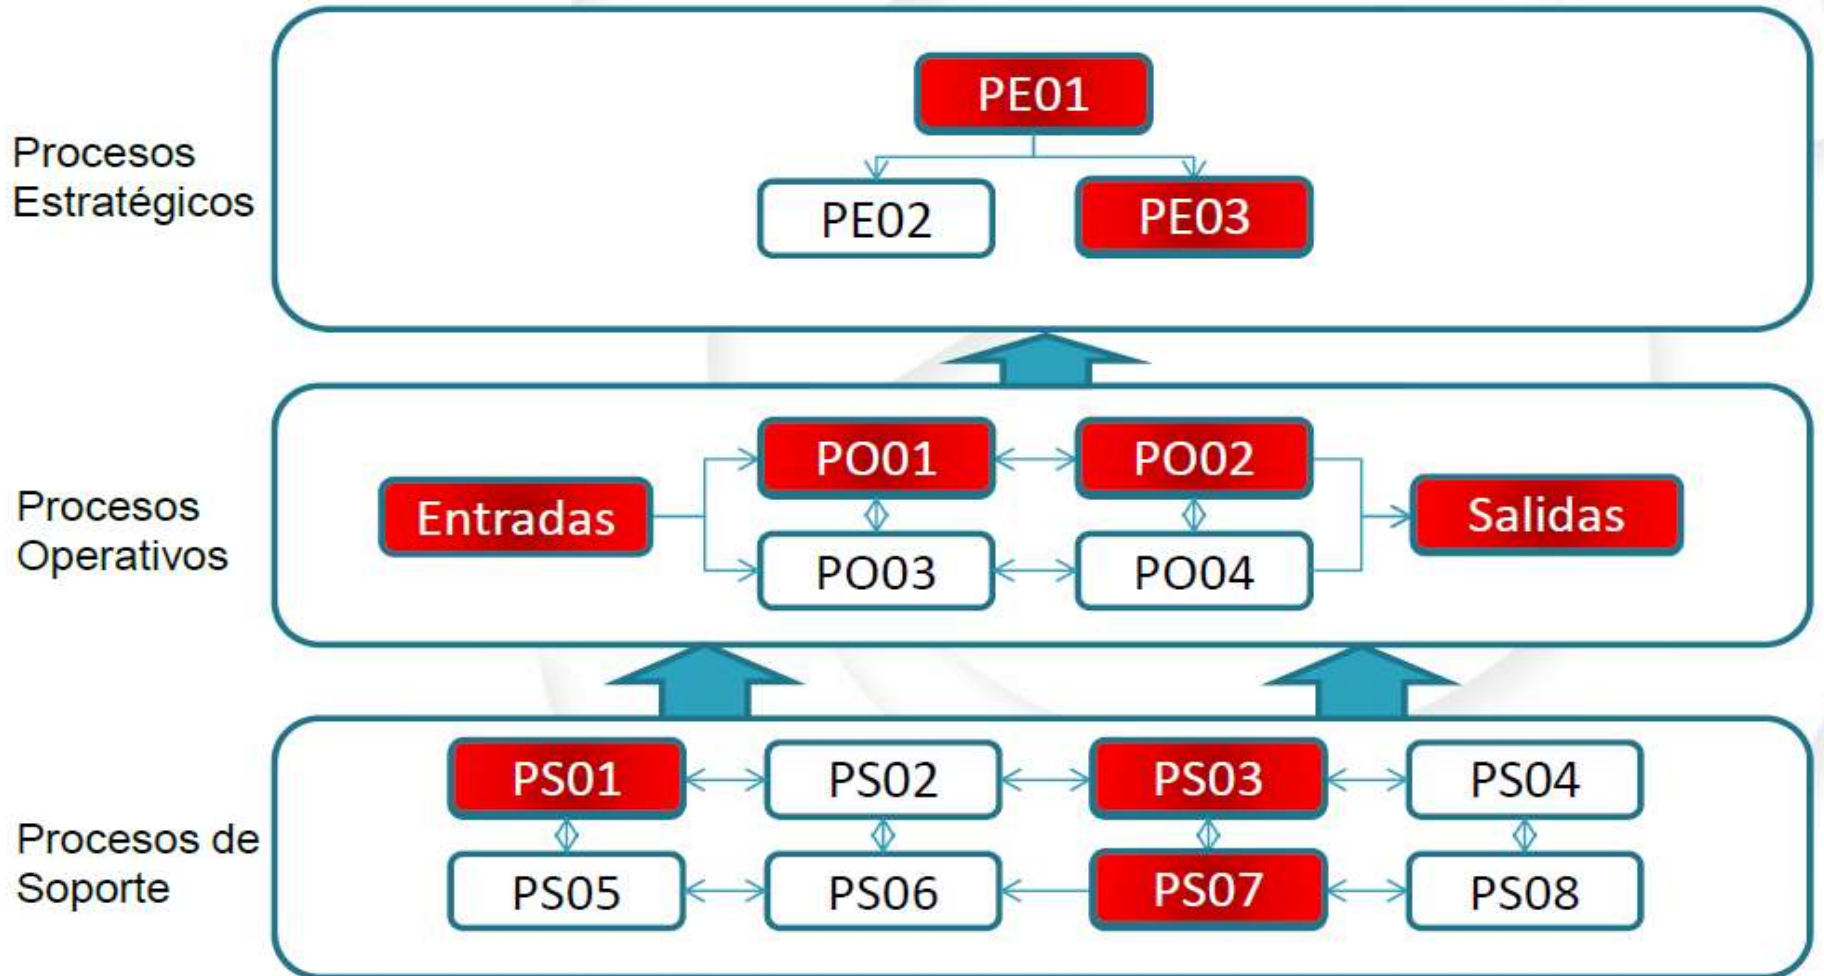 Procesos
Estratégicos
PE01
PE02
PE03
Procesos
Operativos
Entradas
PO01
PO02
PO03
PO04
Salidas
Procesos de
Soporte
PS01
PS02
PS03
PS04
PS05
PS06
PS07
PS08